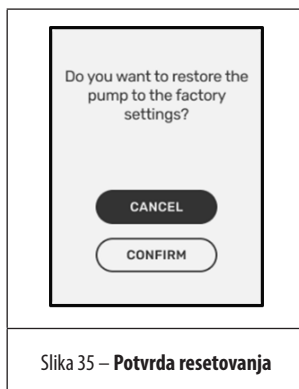 Do you want to restore the
pump to the factory
settings?
CANCEL
CONFIRM
Slika 35 – Potvrda resetovanja